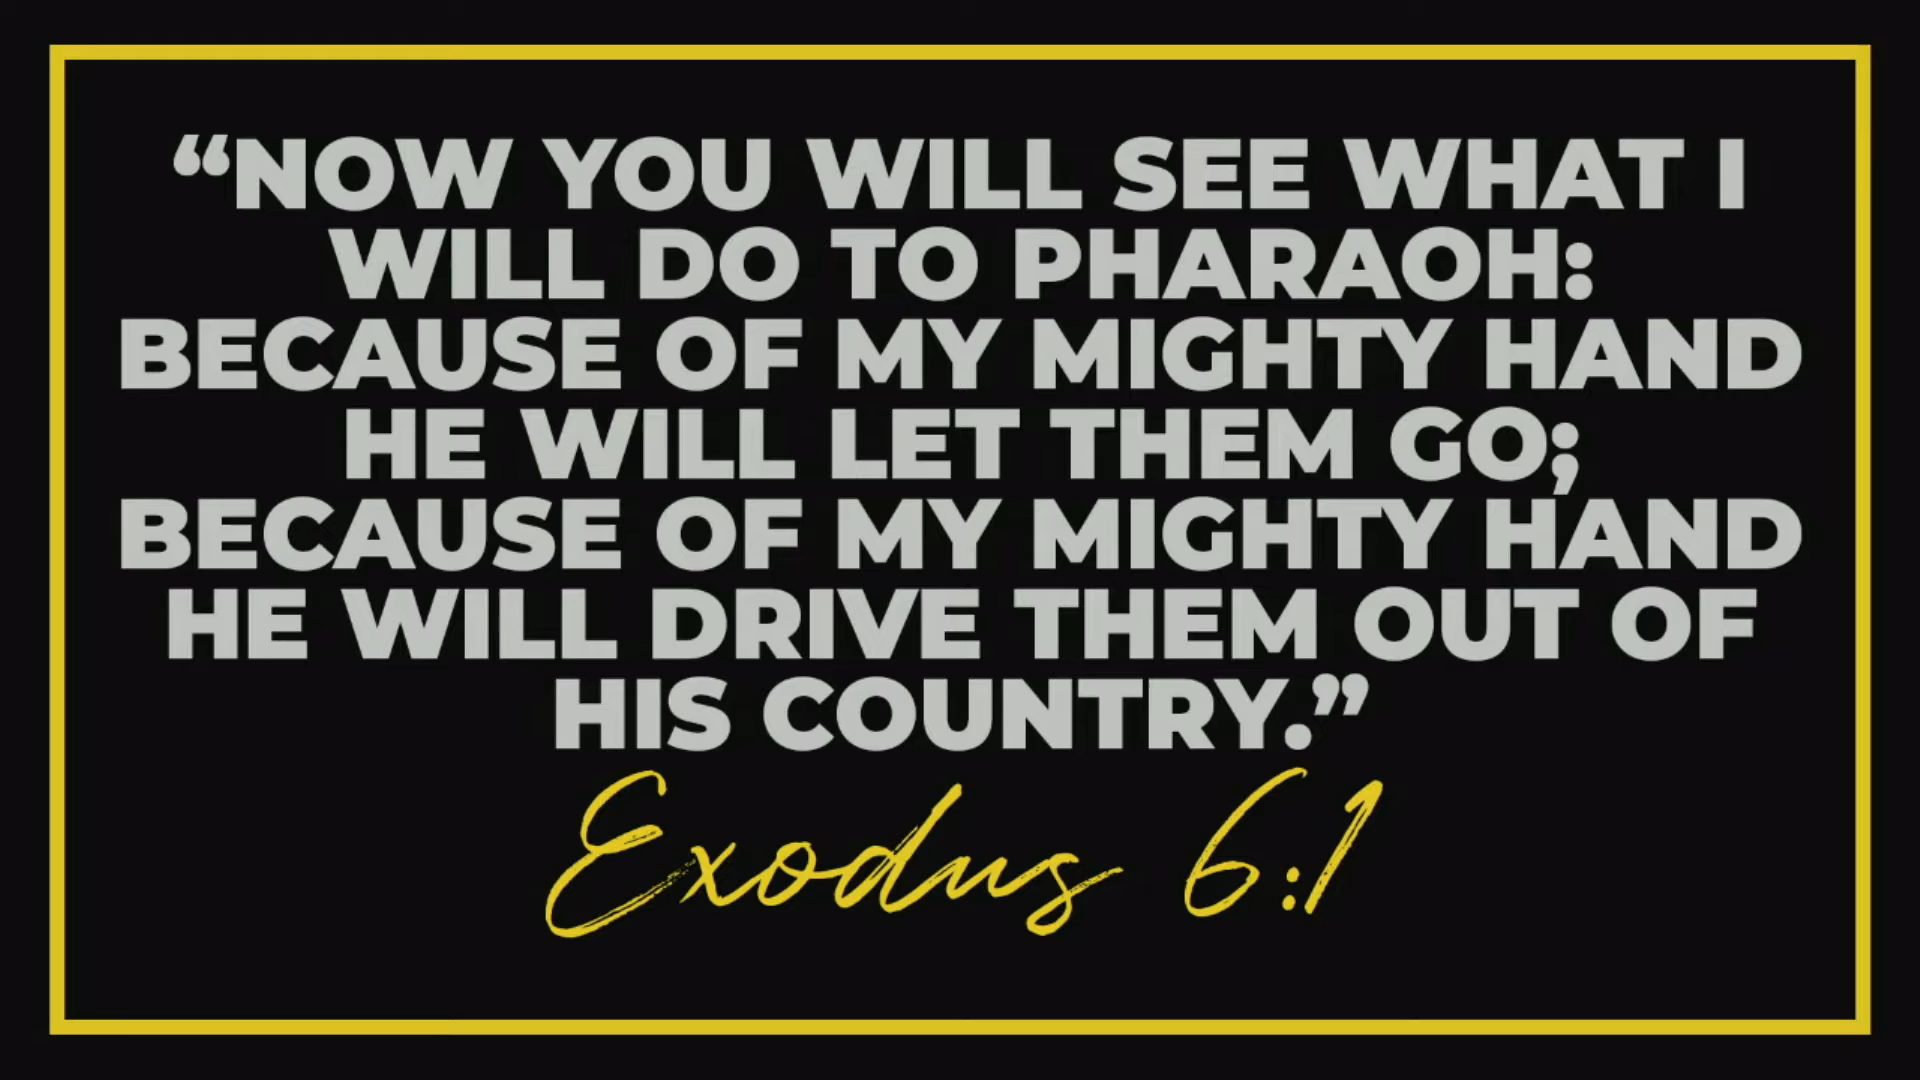 “NOW YOU WILL SEE WHAT I
WILL DO TO PHARAOH:
BECAUSE OF MY MIGHTY HAND
HE WILL LET THEM GO;
BECAUSE OF MY MIGHTY HAND
HE WILL DRIVE THEM OUT OF
HIS COUNTRY.”
Exodus 6:1